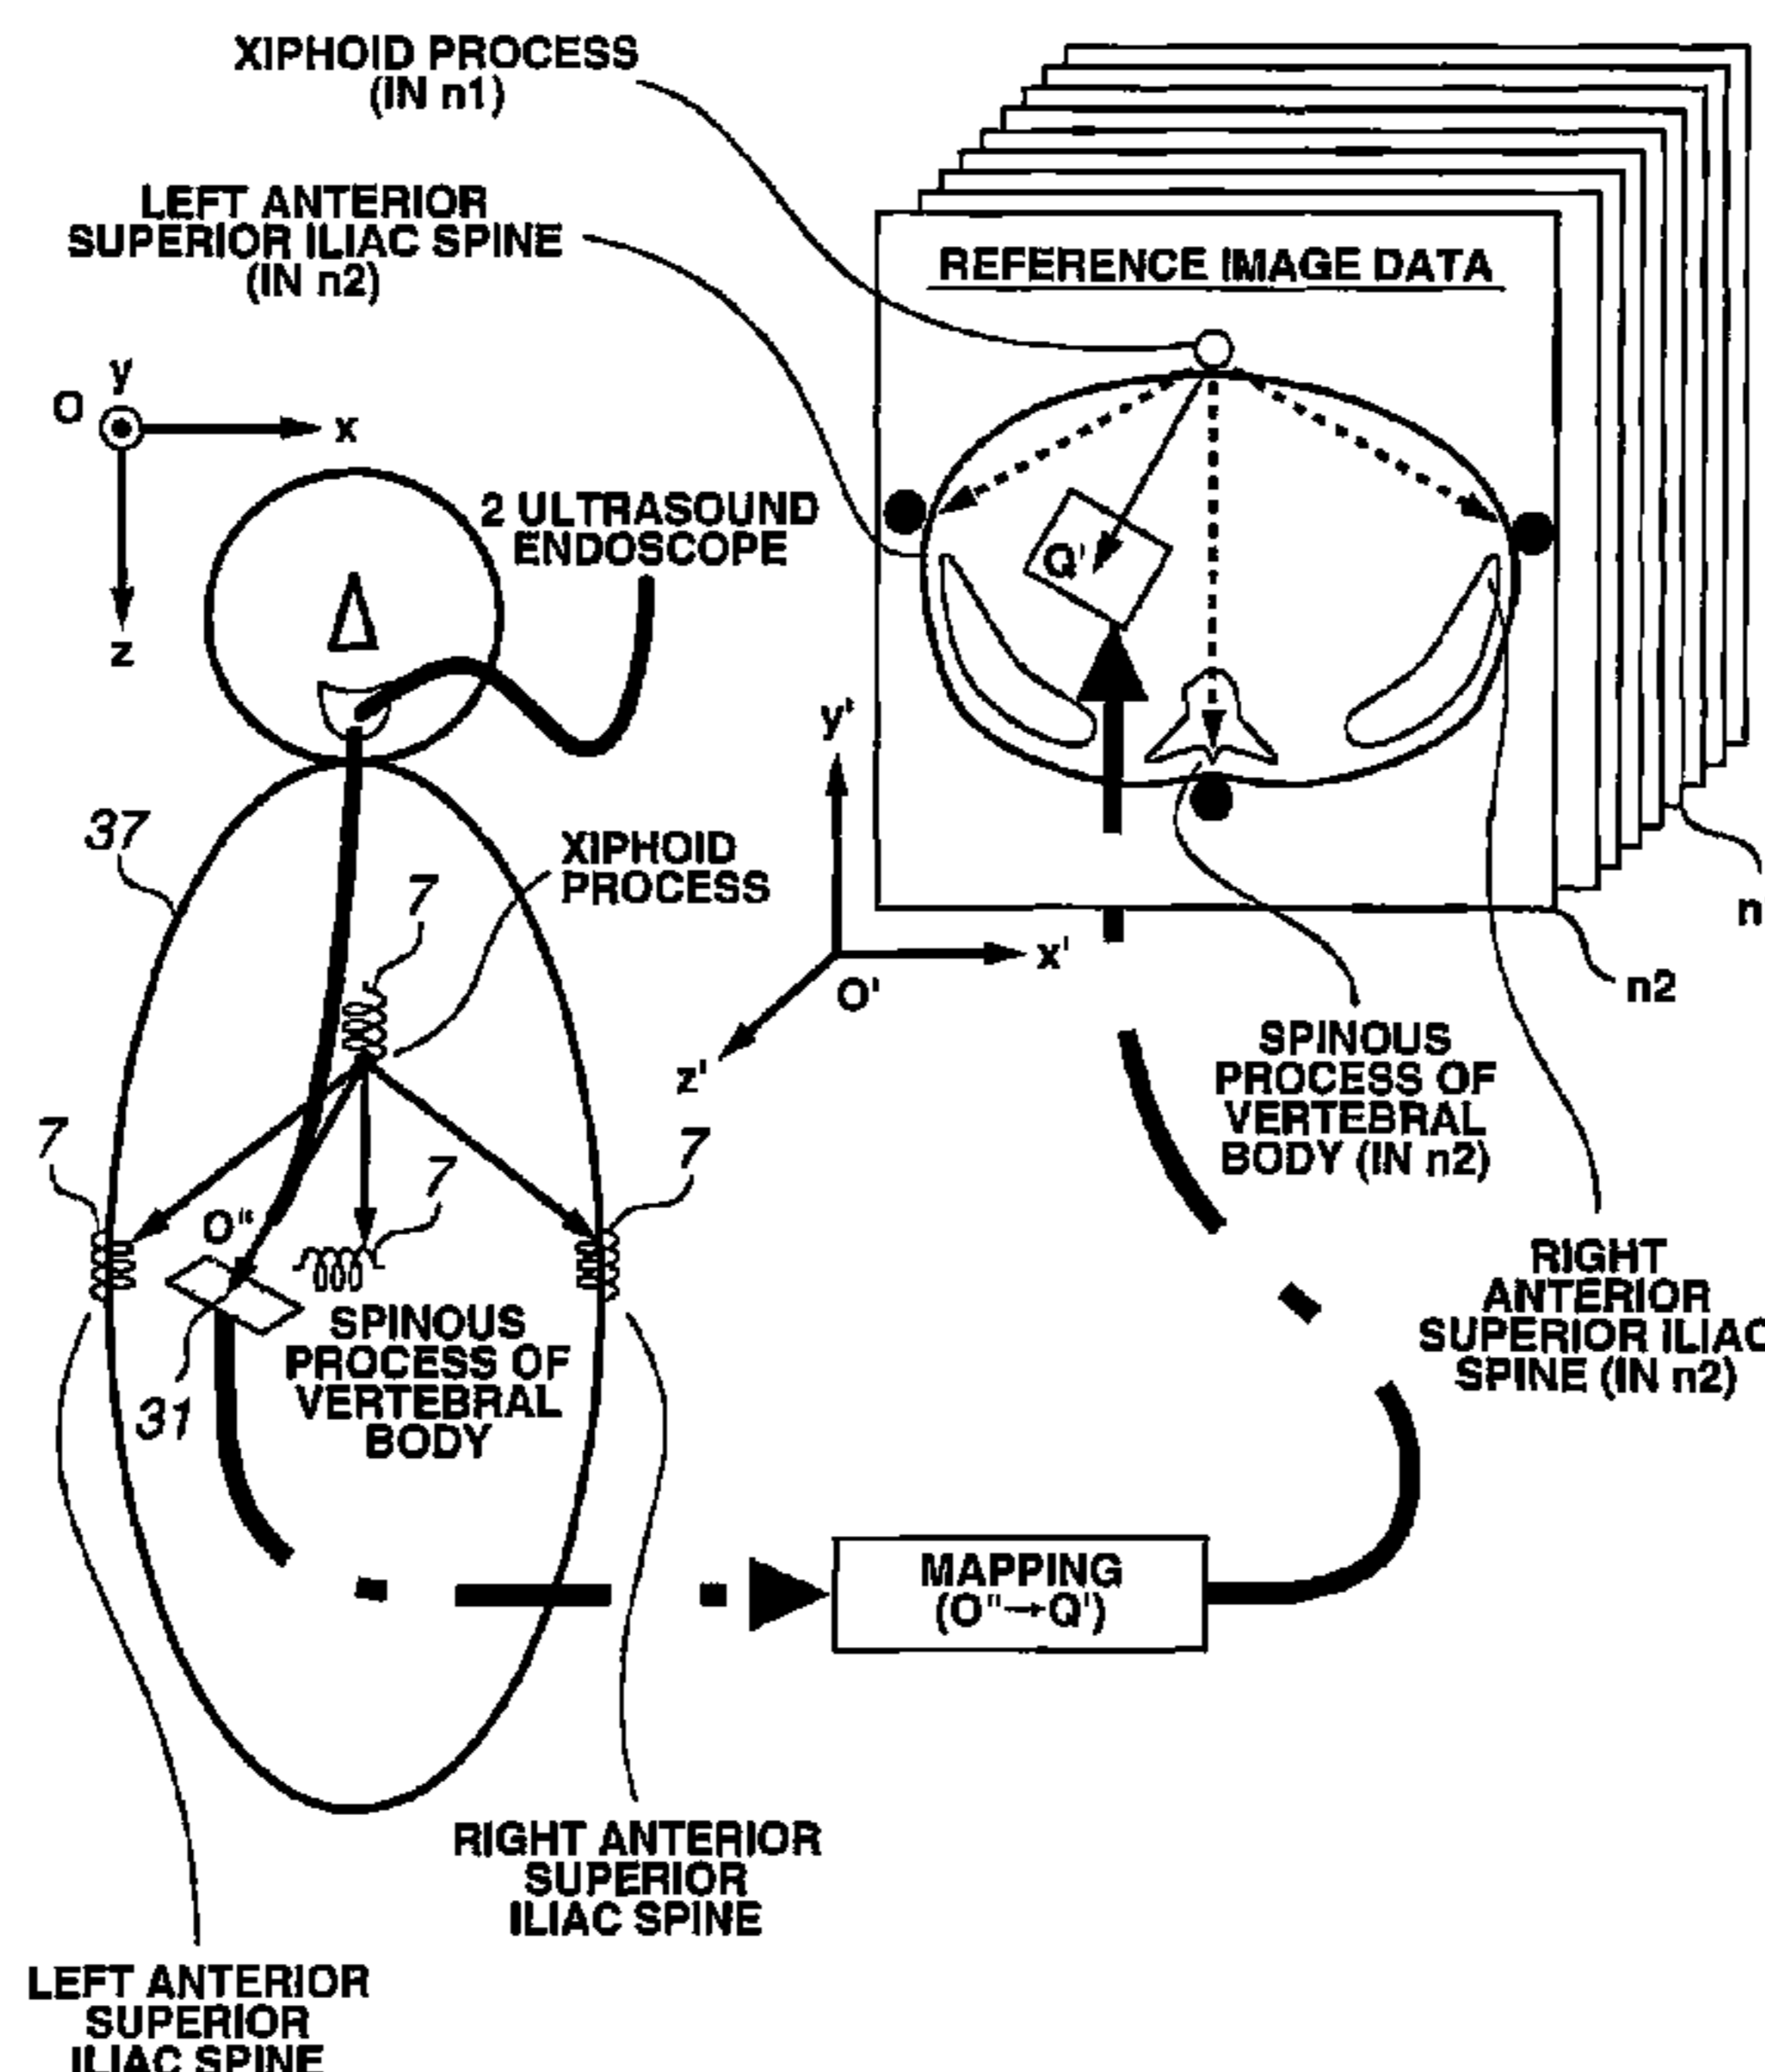 XIPHOID PROCESS
(IN n1)
LEFT ANTERIOR
SUPERIOR ILIAC SPINE
(IN n2)
REFERENCE IMAGE DATA
y
O
x
z
2 ULTRASOUND
ENDOSCOPE
Q'
y'
x'
O'
z'
n
n2
37
XIPHOID
PROCESS
7
7
7
7
O"
31
SPINOUS
PROCESS OF
VERTEBRAL
BODY
SPINOUS
PROCESS OF
VERTEBRAL
BODY (IN n2)
RIGHT
ANTERIOR
SUPERIOR ILIAC
SPINE (IN n2)
MAPPING
(O"→Q')
RIGHT ANTERIOR
SUPERIOR
ILIAC SPINE
LEFT ANTERIOR
SUPERIOR
ILIAC SPINE